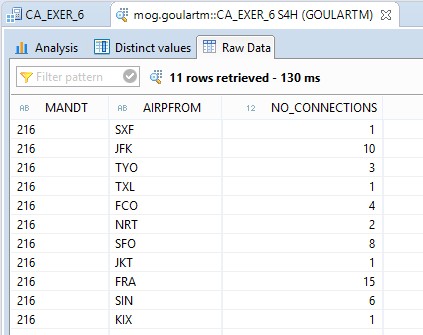 CA_EXER_6 mog.goulartm::CA_EXER_6 S4H (GOULARTM)
Analysis Distinct values Raw Data
Filter pattern 11 rows retrieved - 130 ms
AB MANDT AB AIRPFROM 12 NO_CONNECTIONS
216 SXF 1
216 JFK 10
216 TYO 3
216 TXL 1
216 FCO 4
216 NRT 2
216 SFO 8
216 JKT 1
216 FRA 15
216 SIN 6
216 KIX 1